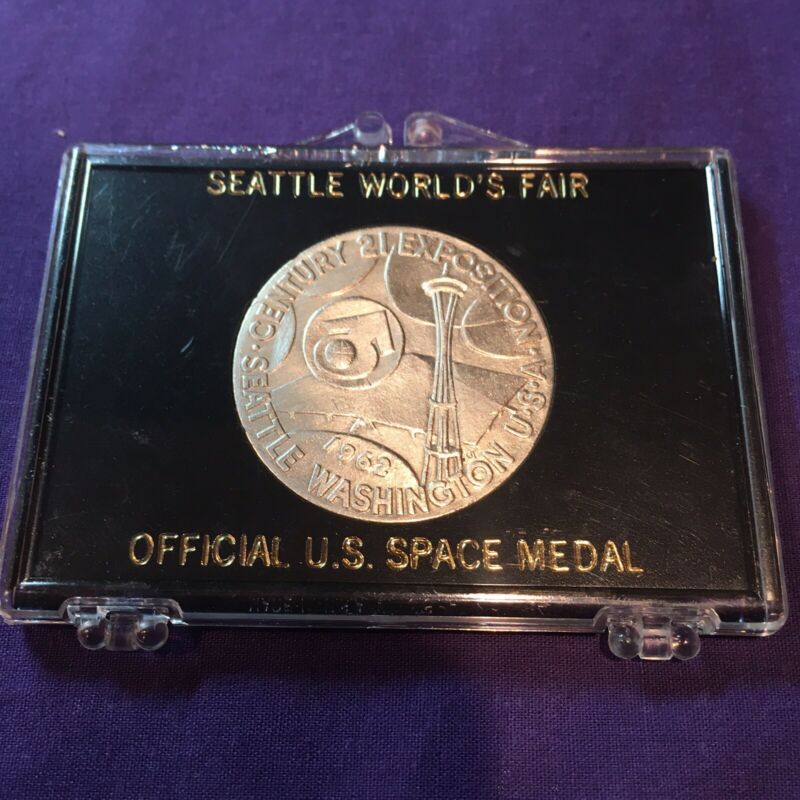 SEATTLE WORLD'S FAIR
CENTURY 21 EXPOSITION
SEATTLE WASHINGTON U.S.A.
1962
OFFICIAL U.S. SPACE MEDAL